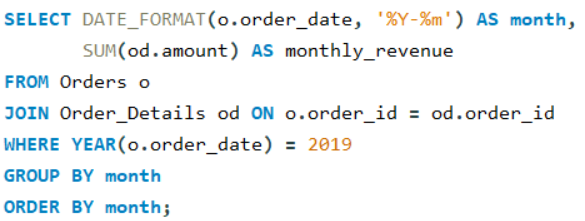 SELECT DATE_FORMAT(o.order_date, '%Y-%m') AS month,
SUM(od.amount) AS monthly_revenue
FROM Orders o
JOIN Order_Details od ON o.order_id = od.order_id
WHERE YEAR(o.order_date) = 2019
GROUP BY month
ORDER BY month;